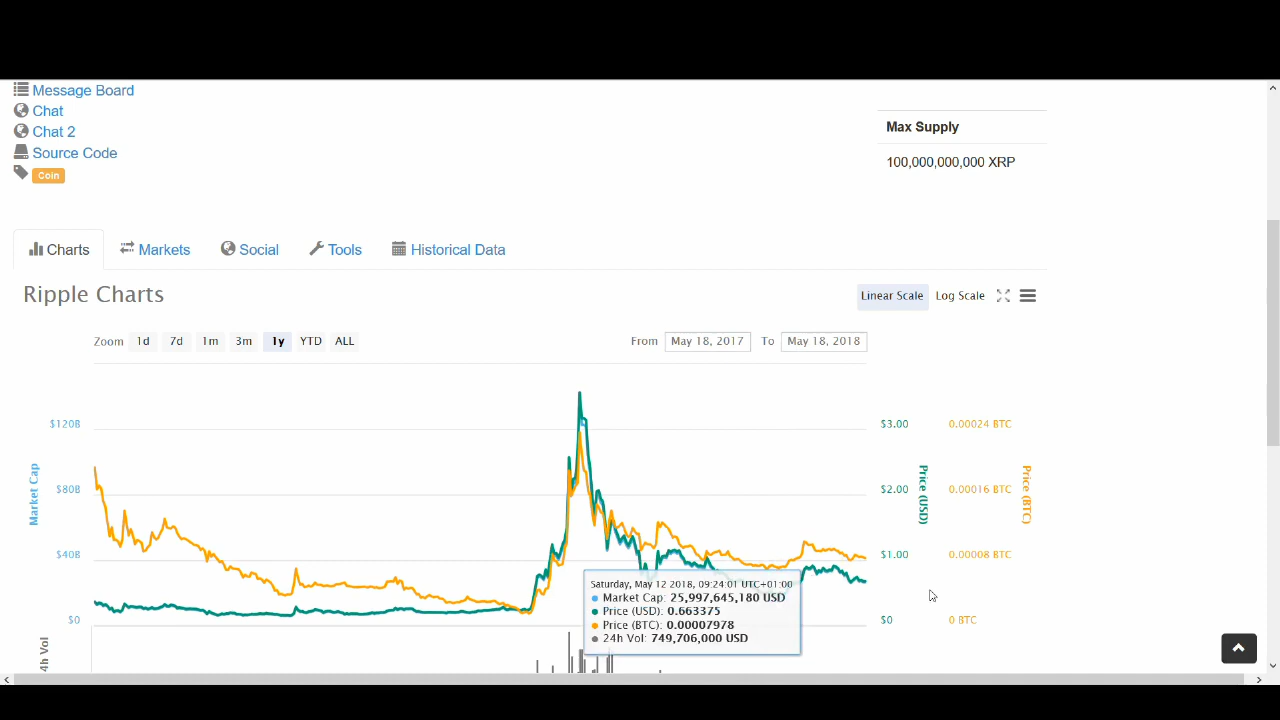 Message Board
Chat
Chat 2
Source Code
Coin
Max Supply
100,000,000,000 XRP
Charts Markets Social Tools Historical Data
Ripple Charts
Linear Scale Log Scale
Zoom 1d 7d 1m 3m 1y YTD ALL
From May 18, 2017 To May 18, 2018
$120B $3.00 0.00024 BTC
$80B $2.00 0.00016 BTC
$40B $1.00 0.00008 BTC
$0 $0 0 BTC
Market Cap
Price (USD)
Price (BTC)
Saturday, May 12 2018, 09:24:01 UTC+01:00
Market Cap: 25,997,645,180 USD
Price (USD): 0.663375
Price (BTC): 0.00007978
24h Vol: 749,706,000 USD
4h Vol